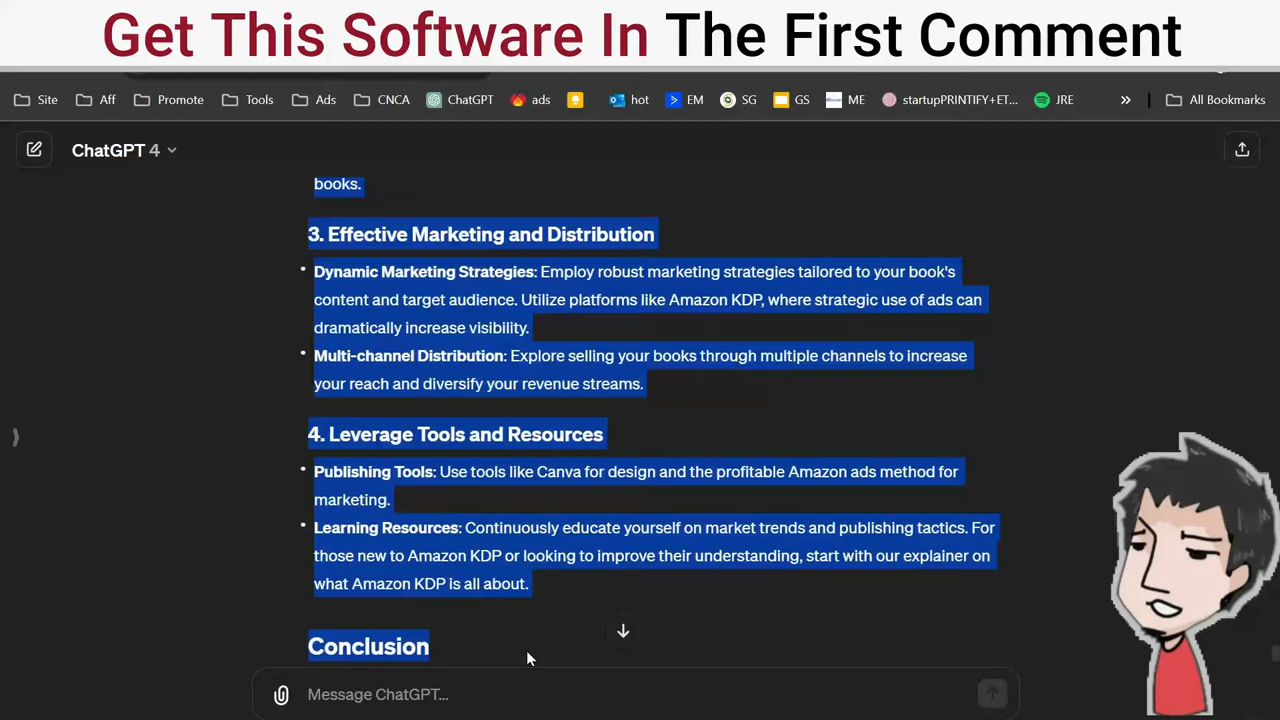 Get This Software In The First Comment
Site Aff Promote Tools Ads CNCA ChatGPT ads hot EM SG GS ME startupPRINTIFY+ET... JRE » All Bookmarks
ChatGPT 4
books.
3. Effective Marketing and Distribution
• Dynamic Marketing Strategies: Employ robust marketing strategies tailored to your book's
content and target audience. Utilize platforms like Amazon KDP, where strategic use of ads can
dramatically increase visibility.
• Multi-channel Distribution: Explore selling your books through multiple channels to increase
your reach and diversify your revenue streams.
4. Leverage Tools and Resources
• Publishing Tools: Use tools like Canva for design and the profitable Amazon ads method for
marketing.
• Learning Resources: Continuously educate yourself on market trends and publishing tactics. For
those new to Amazon KDP or looking to improve their understanding, start with our explainer on
what Amazon KDP is all about.
Conclusion
Message ChatGPT...